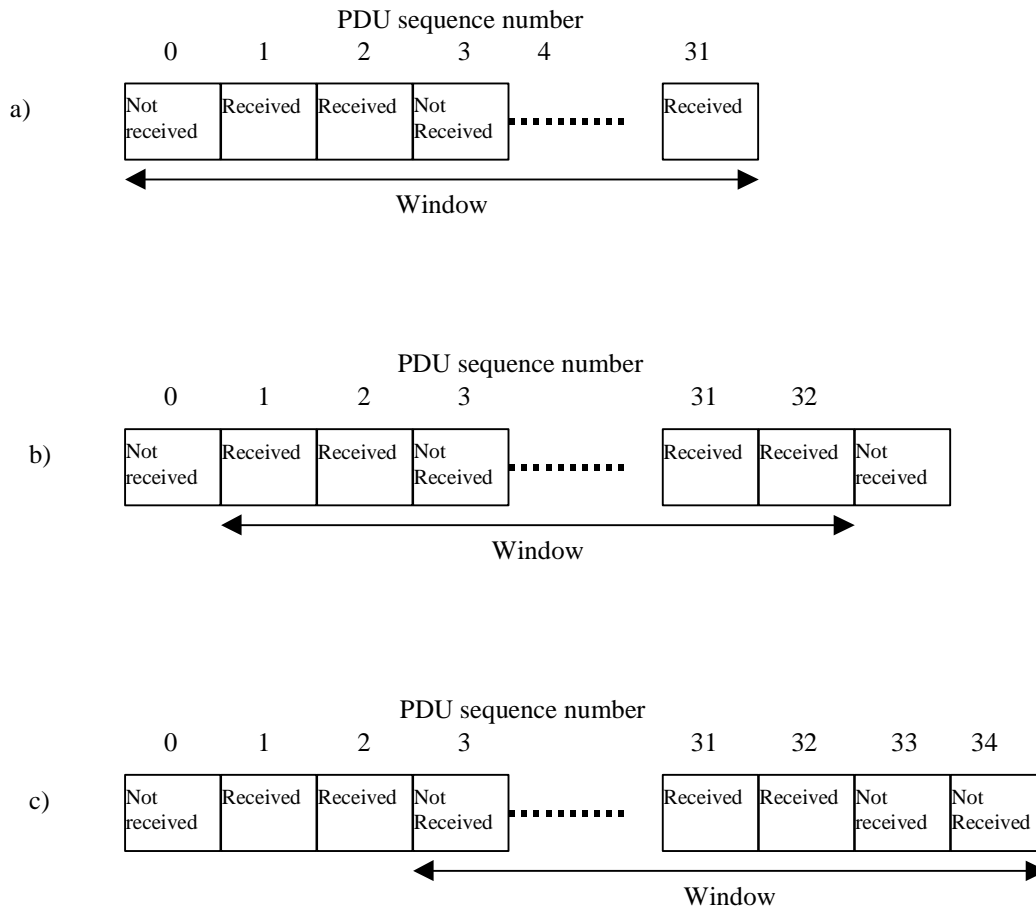 PDU sequence number
0 1 2 3 4 31
a)
Not received Received Received Not Received Received
Window
PDU sequence number
0 1 2 3 31 32
b)
Not received Received Received Not Received Received Received Not received
Window
PDU sequence number
0 1 2 3 31 32 33 34
c)
Not received Received Received Not Received Received Received Not received Not Received
Window